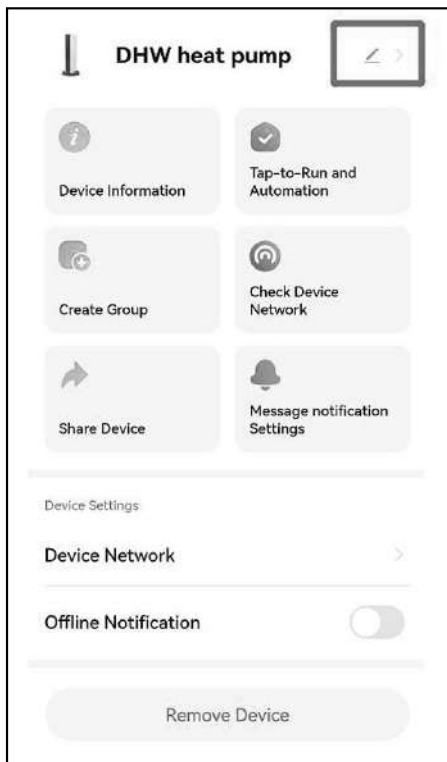 DHW heat pump
Device Information
Tap-to-Run and
Automation
Create Group
Check Device
Network
Share Device
Message notification
Settings
Device Settings
Device Network
Offline Notification
Remove Device